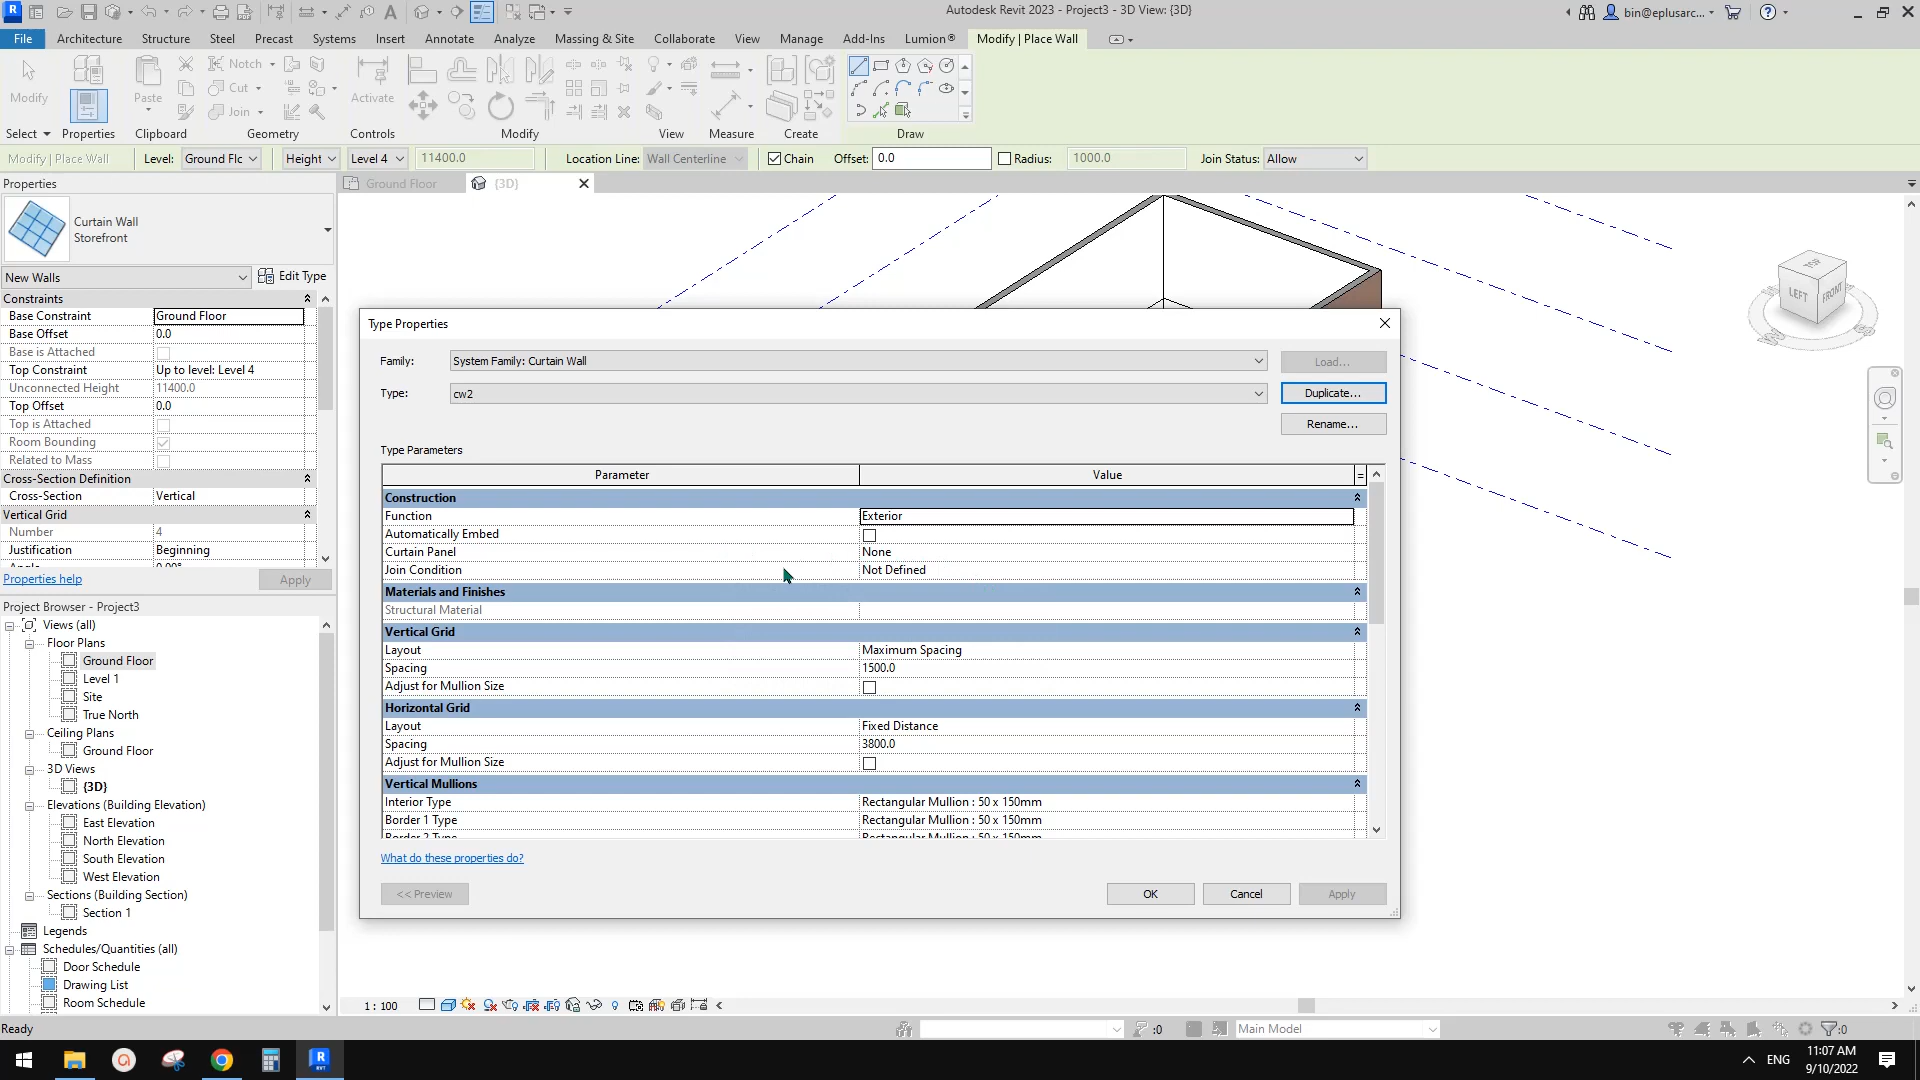 Autodesk Revit 2023 - Project3 - 3D View: {3D}
bin@eplusarc...
File Architecture Structure Steel Precast Systems Insert Annotate Analyze Massing & Site Collaborate View Manage Add-Ins Lumion® Modify | Place Wall
Modify Paste Notch Cut Join Activate
Select Properties Clipboard Geometry Controls Modify View Measure Create Draw
Modify | Place Wall Level: Ground Flc Height Level 4 11400.0 Location Line: Wall Centerline Chain Offset: 0.0 Radius: 1000.0 Join Status: Allow
Properties
Ground Floor {3D}
Curtain Wall
Storefront
New Walls Edit Type
Constraints
Base Constraint Ground Floor
Base Offset 0.0
Base is Attached
Top Constraint Up to level: Level 4
Unconnected Height 11400.0
Top Offset 0.0
Top is Attached
Room Bounding
Related to Mass
Cross-Section Definition
Cross-Section Vertical
Vertical Grid
Number 4
Justification Beginning
Angle 0.00°
Properties help Apply
Project Browser - Project3
Views (all)
Floor Plans
Ground Floor
Level 1
Site
True North
Ceiling Plans
Ground Floor
3D Views
{3D}
Elevations (Building Elevation)
East Elevation
North Elevation
South Elevation
West Elevation
Sections (Building Section)
Section 1
Legends
Schedules/Quantities (all)
Door Schedule
Drawing List
Room Schedule
Type Properties
Family: System Family: Curtain Wall Load...
Type: cw2 Duplicate...
Rename...
Type Parameters
Parameter Value =
Construction
Function Exterior
Automatically Embed
Curtain Panel None
Join Condition Not Defined
Materials and Finishes
Structural Material
Vertical Grid
Layout Maximum Spacing
Spacing 1500.0
Adjust for Mullion Size
Horizontal Grid
Layout Fixed Distance
Spacing 3800.0
Adjust for Mullion Size
Vertical Mullions
Interior Type Rectangular Mullion : 50 x 150mm
Border 1 Type Rectangular Mullion : 50 x 150mm
Border 2 Type Rectangular Mullion : 50 x 150mm
What do these properties do?
<< Preview OK Cancel Apply
TOP
LEFT FRONT
1 : 100
Ready :0 Main Model :0
ENG 11:07 AM
9/10/2022